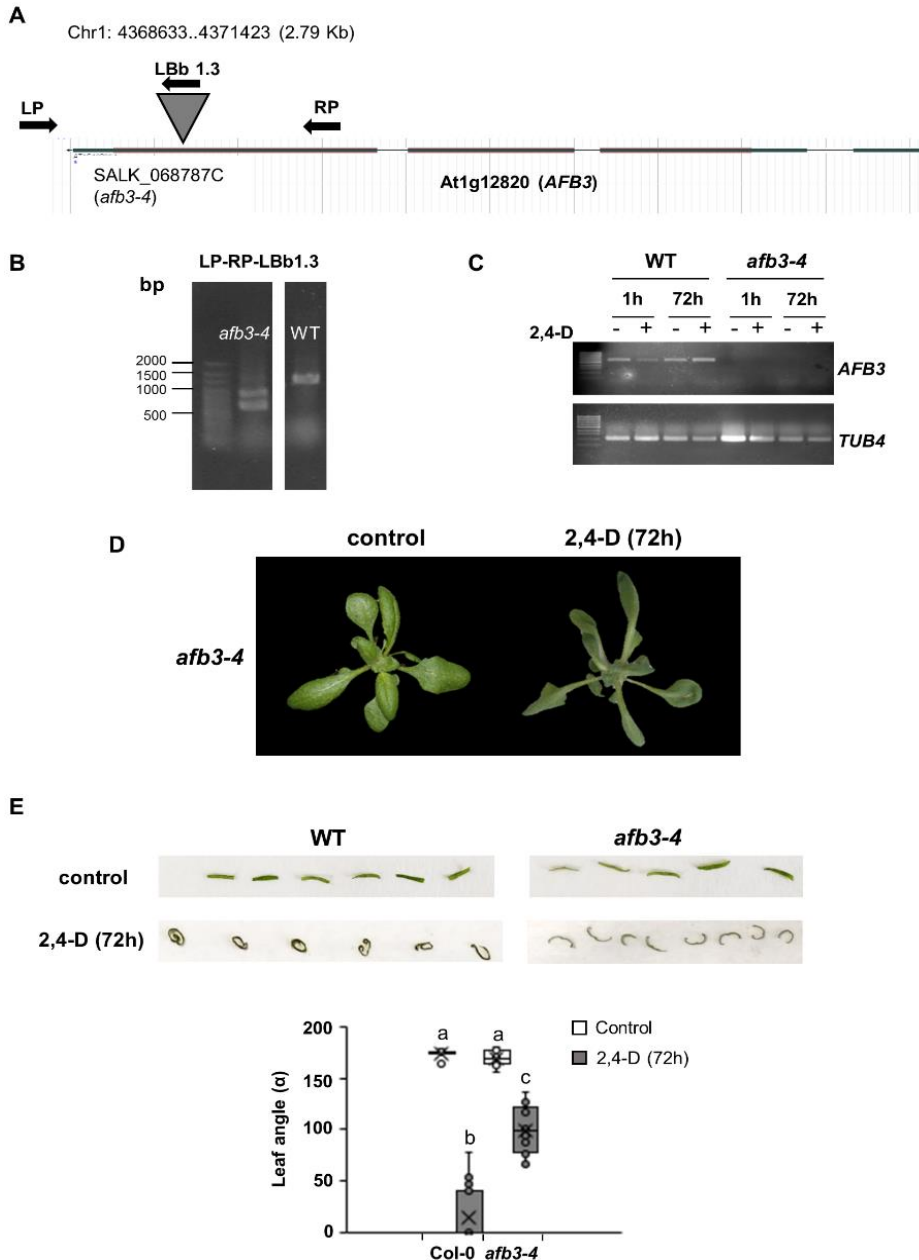 A
Chr1: 4368633..4371423 (2.79 Kb)
LBb 1.3
LP
RP
SALK_068787C
(afb3-4)
At1g12820 (AFB3)
B
LP-RP-LBb1.3
bp
afb3-4
WT
2000
1500
1000
500
C
WT
afb3-4
1h
72h
1h
72h
2,4-D
- + - + - + - +
AFB3
TUB4
D
control
2,4-D (72h)
afb3-4
E
WT
afb3-4
control
2,4-D (72h)
Leaf angle (α)
200
150
100
50
0
a
b
a
c
Control
2,4-D (72h)
Col-0 afb3-4